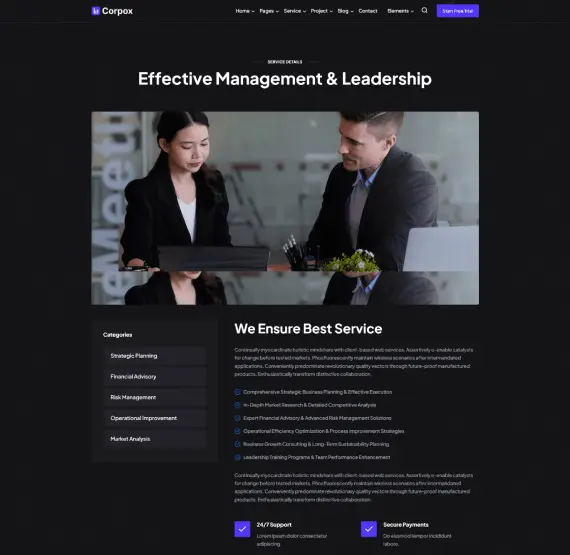 Corpox
Home Pages Service Project Blog Contact Elements Start Free Trial
SERVICE DETAILS
Effective Management & Leadership
Meeti
We Ensure Best Service
Categories
Strategic Planning
Financial Advisory
Risk Management
Operational Improvement
Market Analysis
Continually myocardinate holistic mindshare with client-based web services. Assertively e-enable catalysts
for change before tested markets. Phosfluorescently maintain wireless scenarios after intermandated
applications. Conveniently predominate revolutionary quality vectors through future-proof manufactured
products. Enthusiastically transform distinctive collaboration.
Comprehensive Strategic Business Planning & Effective Execution
In-Depth Market Research & Detailed Competitive Analysis
Expert Financial Advisory & Advanced Risk Management Solutions
Operational Efficiency Optimization & Process Improvement Strategies
Business Growth Consulting & Long-Term Sustainability Planning
Leadership Training Programs & Team Performance Enhancement
Continually myocardinate holistic mindshare with client-based web services. Assertively e-enable catalysts
for change before tested markets. Phosfluorescently maintain wireless scenarios after intermandated
applications. Conveniently predominate revolutionary quality vectors through future-proof manufactured
products. Enthusiastically transform distinctive collaboration.
24/7 Support
Lorem ipsum dolor consectetur
adipiscing.
Secure Payments
Do eiusmod tempor incididunt
labore.